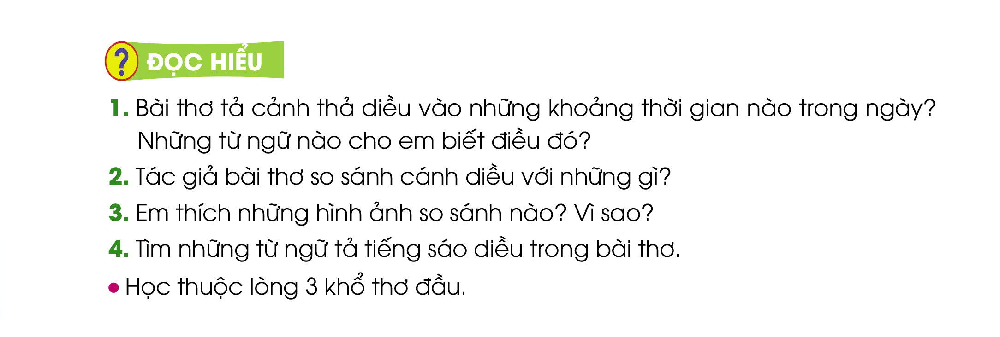 ? ĐỌC HIỂU
1. Bài thơ tả cảnh thả diều vào những khoảng thời gian nào trong ngày?
Những từ ngữ nào cho em biết điều đó?
2. Tác giả bài thơ so sánh cánh diều với những gì?
3. Em thích những hình ảnh so sánh nào? Vì sao?
4. Tìm những từ ngữ tả tiếng sáo diều trong bài thơ.
● Học thuộc lòng 3 khổ thơ đầu.